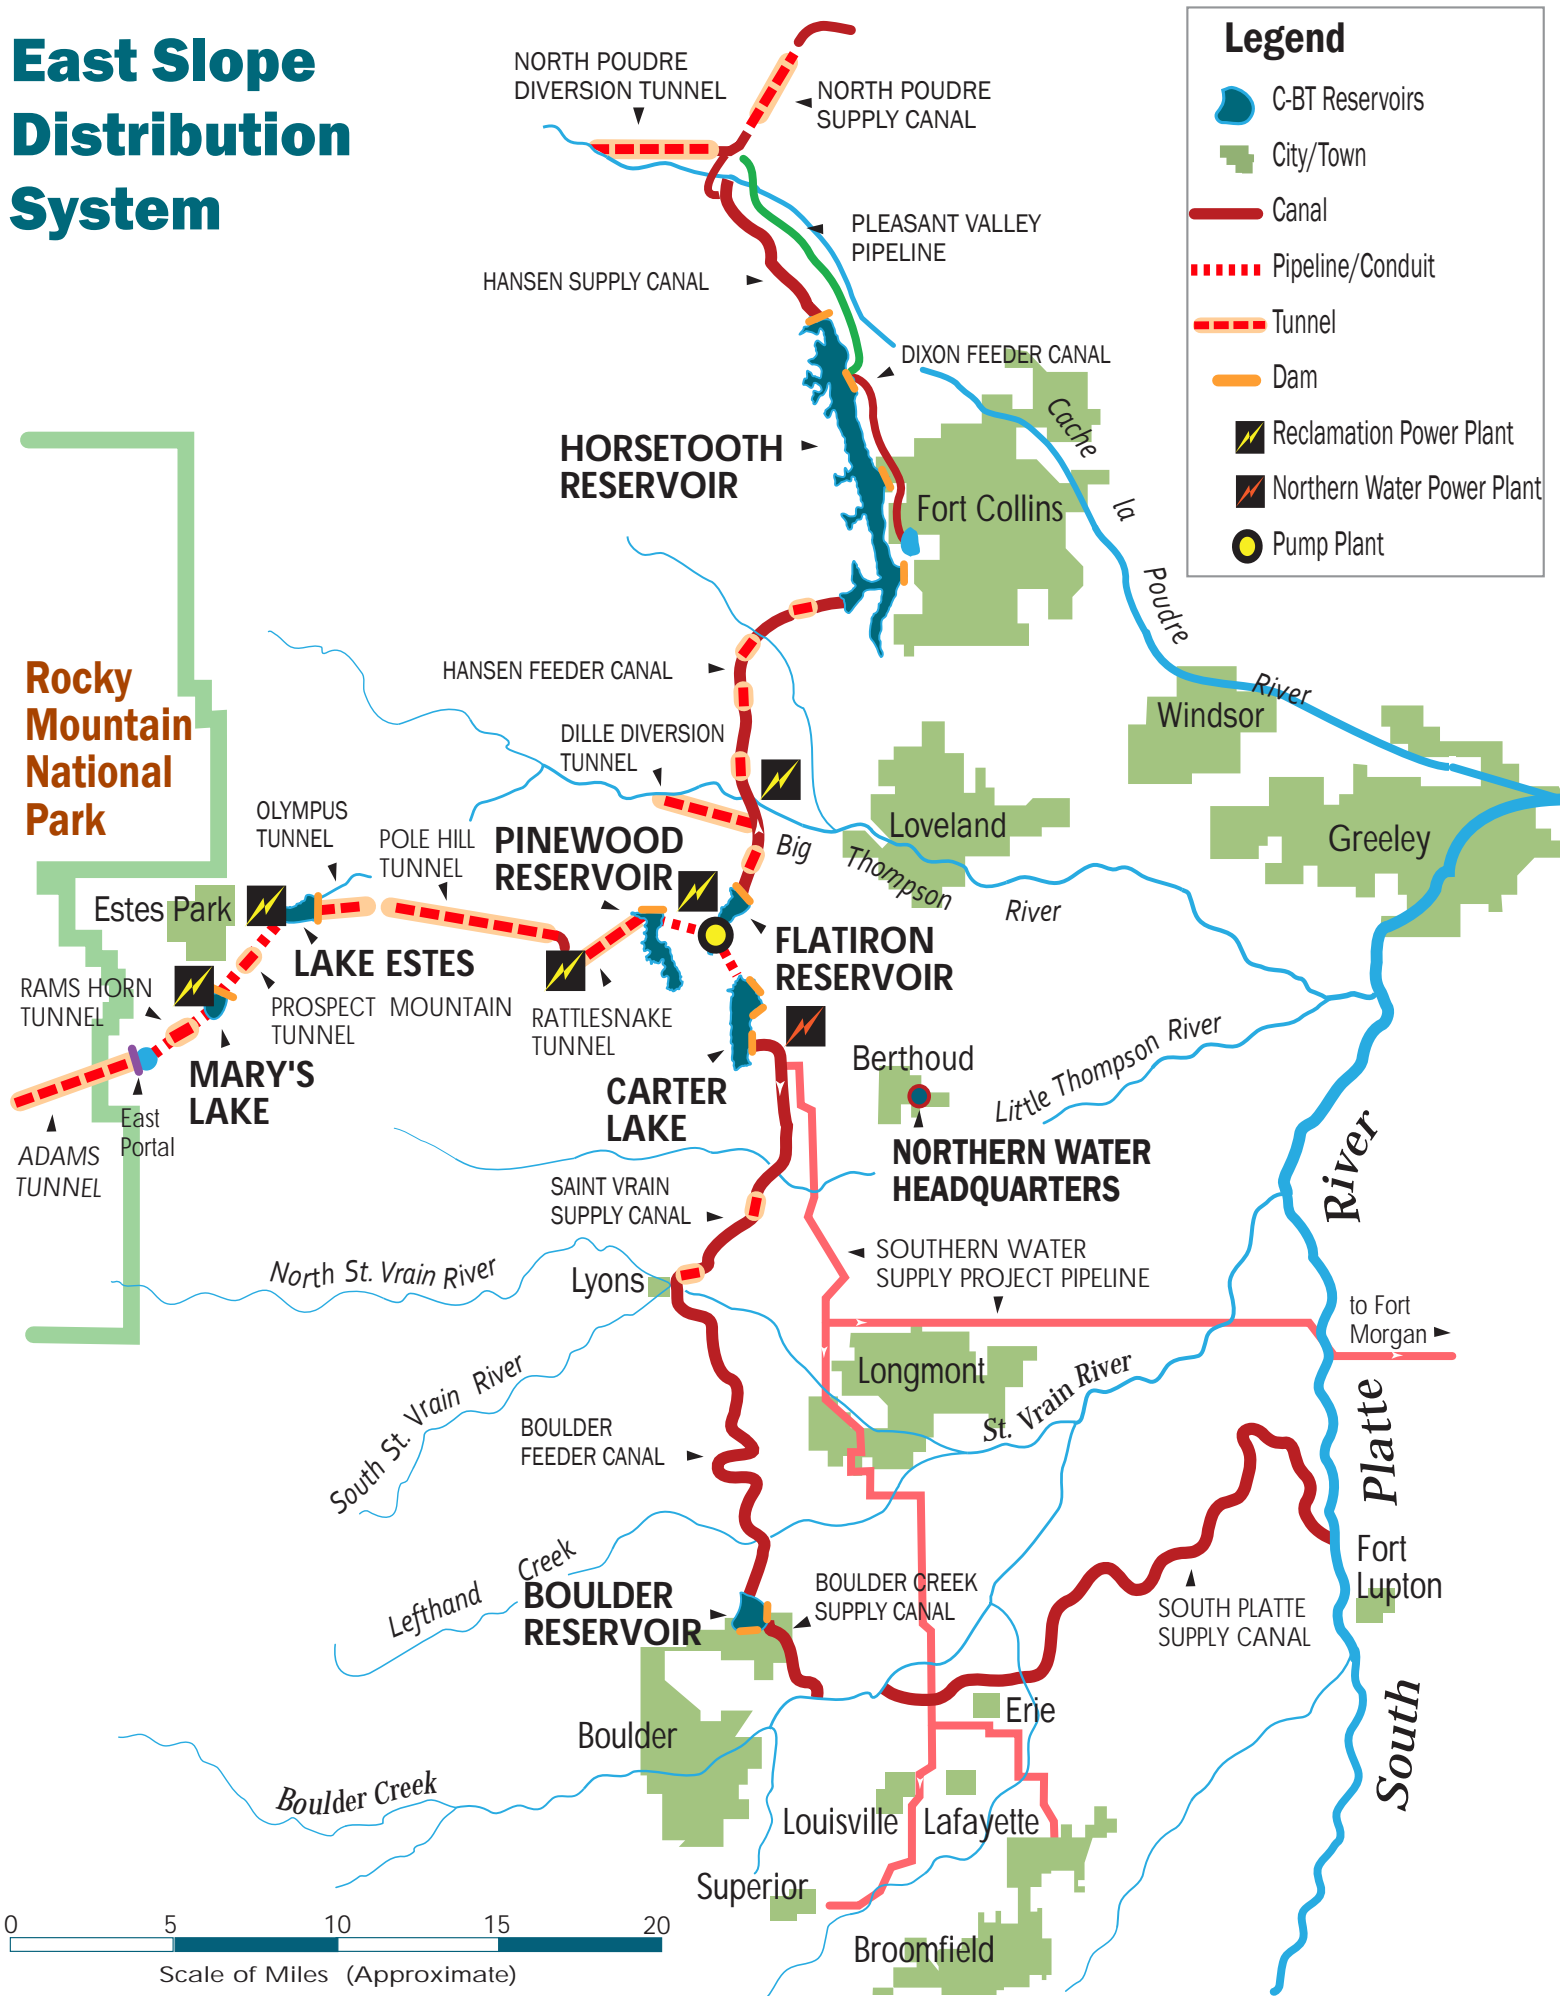 East Slope
Distribution
System
Legend
C-BT Reservoirs
City/Town
Canal
Pipeline/Conduit
Tunnel
Dam
Reclamation Power Plant
Northern Water Power Plant
Pump Plant
NORTH POUDRE
DIVERSION TUNNEL
NORTH POUDRE
SUPPLY CANAL
PLEASANT VALLEY
PIPELINE
HANSEN SUPPLY CANAL
DIXON FEEDER CANAL
Cache
la
Poudre
River
HORSETOOTH
RESERVOIR
Fort Collins
Rocky
Mountain
National
Park
HANSEN FEEDER CANAL
Windsor
DILLE DIVERSION
TUNNEL
OLYMPUS
TUNNEL
POLE HILL
TUNNEL
PINEWOOD
RESERVOIR
Big
Thompson
River
Loveland
Greeley
Estes Park
LAKE ESTES
FLATIRON
RESERVOIR
RAMS HORN
TUNNEL
PROSPECT MOUNTAIN
TUNNEL
RATTLESNAKE
TUNNEL
MARY'S
LAKE
CARTER
LAKE
Berthoud
Little Thompson River
East
Portal
ADAMS
TUNNEL
NORTHERN WATER
HEADQUARTERS
SAINT VRAIN
SUPPLY CANAL
River
North St. Vrain River
Lyons
SOUTHERN WATER
SUPPLY PROJECT PIPELINE
to Fort
Morgan
South St. Vrain River
Longmont
St. Vrain River
Platte
BOULDER
FEEDER CANAL
Lefthand Creek
BOULDER
RESERVOIR
BOULDER CREEK
SUPPLY CANAL
Fort
Lupton
SOUTH PLATTE
SUPPLY CANAL
South
Boulder
Erie
Boulder Creek
Louisville
Lafayette
Superior
Broomfield
0 5 10 15 20
Scale of Miles (Approximate)